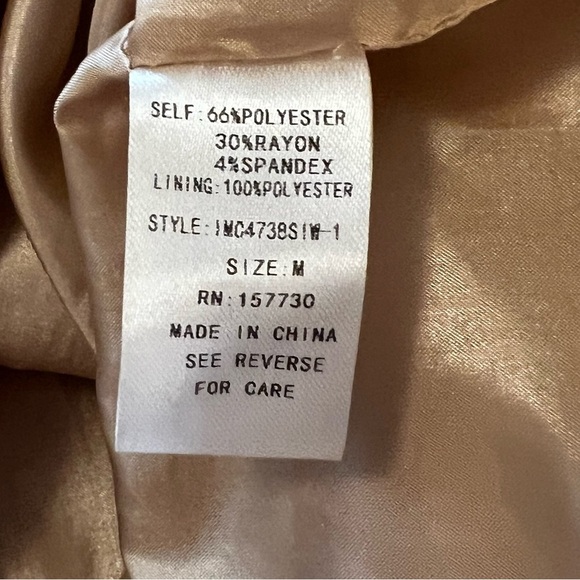 SELF:66%POLYESTER
30%RAYON
4%SPANDEX
LINING:100%POLYESTER
STYLE:IMC4738SIW-1
SIZE:M
RN:157730
MADE IN CHINA
SEE REVERSE
FOR CARE